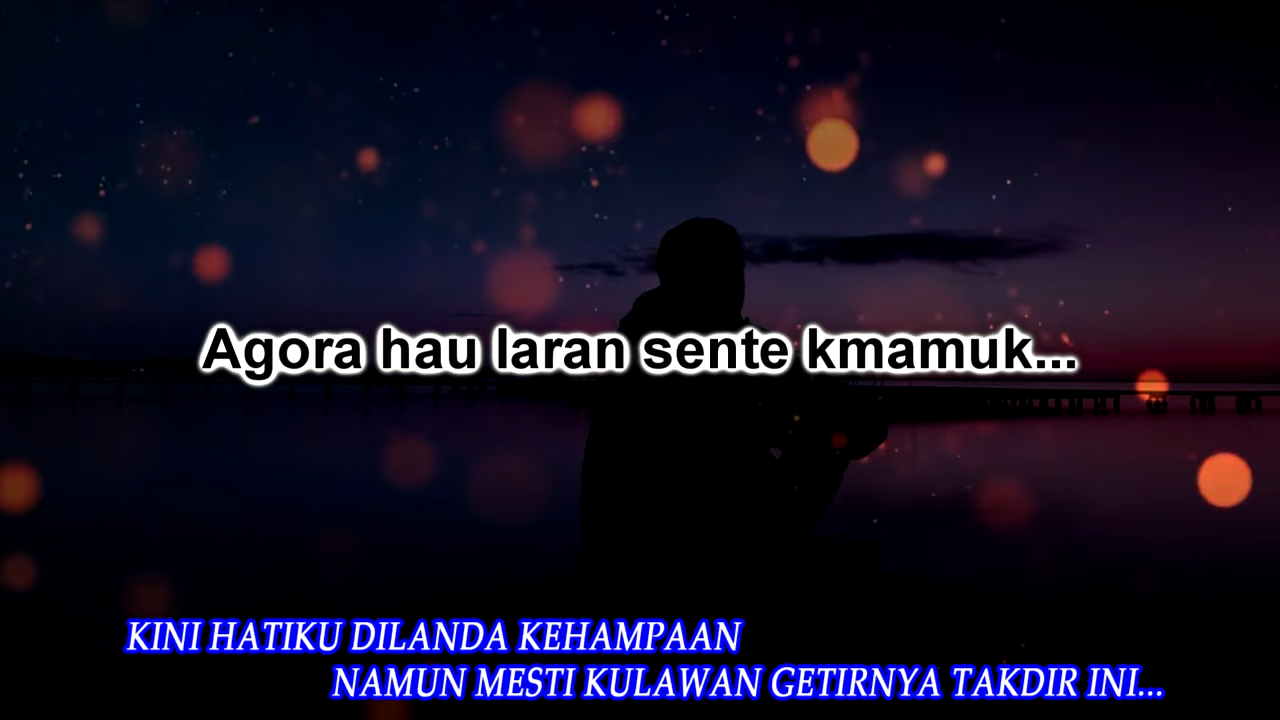 Agora hau laran sente kmamuk...
KINI HATIKU DILANDA KEHAMPAAN
NAMUN MESTI KULAWAN GETIRNYA TAKDIR INI...